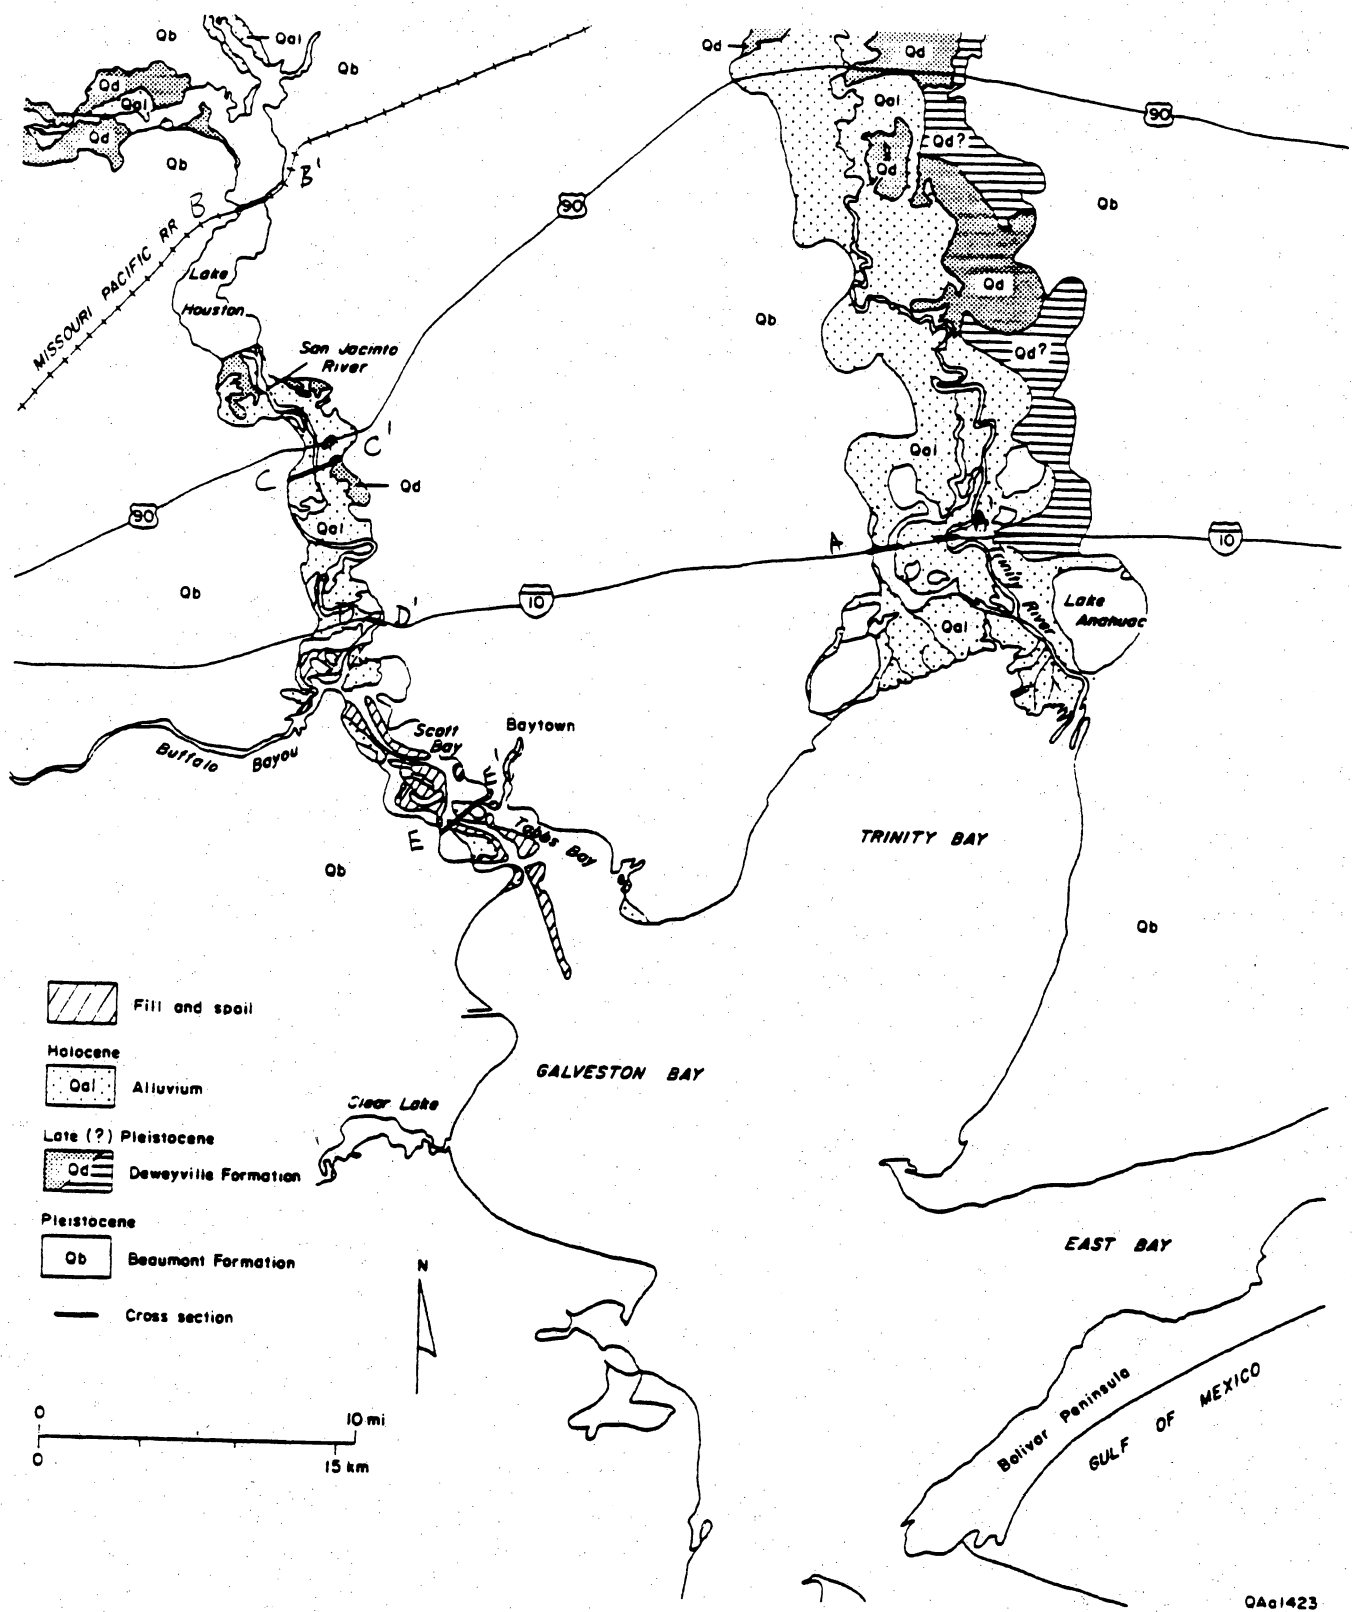 Qb
Qal
Qb
Qd
Qd
90
Qd
Qal
Qd
Qb
Qal
Qd?
Qd
B'
B
90
Qb
MISSOURI PACIFIC RR
Lake
Houston
Qd
Qb
San Jacinto
River
Qd?
C'
C
Qd
Qal
90
Qal
A
10
Qb
10
D'
Trinity
River
Lake
Anahuac
Qal
Buffalo Bayou
Scott
Bay
Baytown
E'
E
Tabbs Bay
TRINITY BAY
Qb
Qb
Fill and spoil
Holocene
Qal Alluvium
GALVESTON BAY
Clear Lake
Late (?) Pleistocene
Qd Deweyville Formation
Pleistocene
Qb Beaumont Formation
Cross section
N
EAST BAY
Bolivar Peninsula
GULF OF MEXICO
0 10 mi
0 15 km
QAa1423